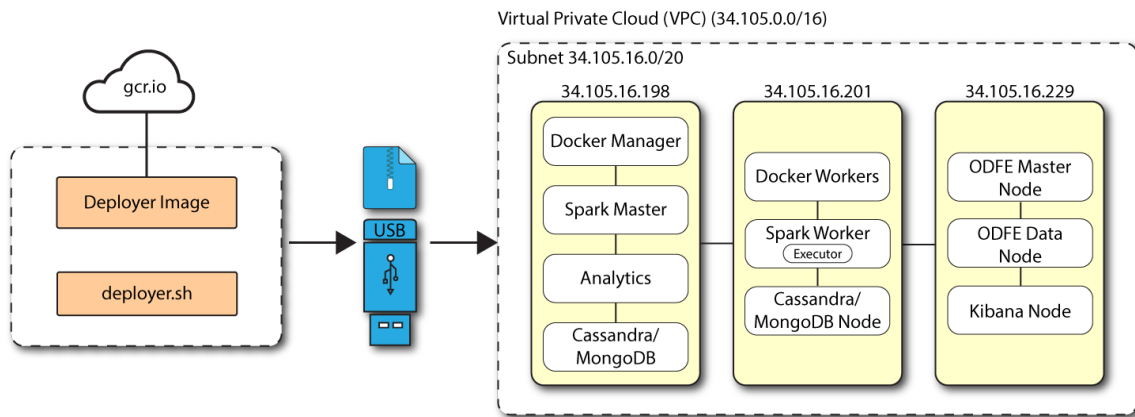 Virtual Private Cloud (VPC) (34.105.0.0/16)
Subnet 34.105.16.0/20
gcr.io
Deployer Image
deployer.sh
USB
34.105.16.198
Docker Manager
Spark Master
Analytics
Cassandra/
MongoDB
34.105.16.201
Docker Workers
Spark Worker
Executor
Cassandra/
MongoDB Node
34.105.16.229
ODFE Master
Node
ODFE Data
Node
Kibana Node